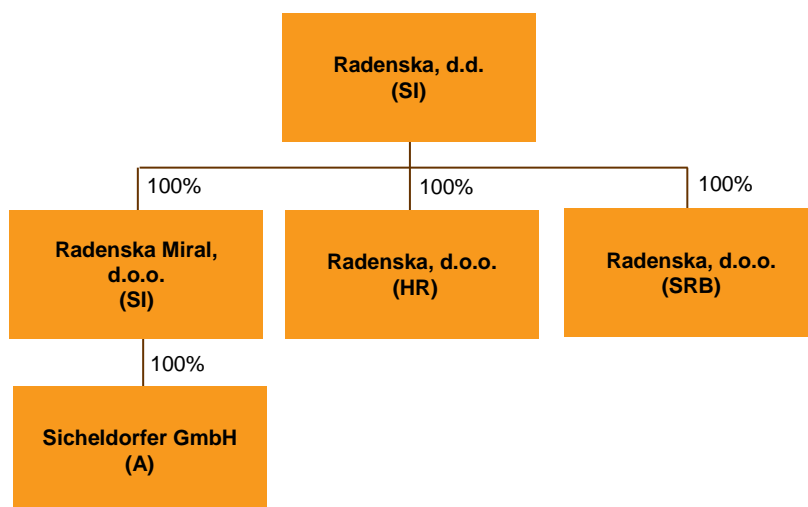 Radenska, d.d.
(SI)
100%
100%
100%
Radenska Miral,
d.o.o.
(SI)
Radenska, d.o.o.
(HR)
Radenska, d.o.o.
(SRB)
100%
Sicheldorfer GmbH
(A)